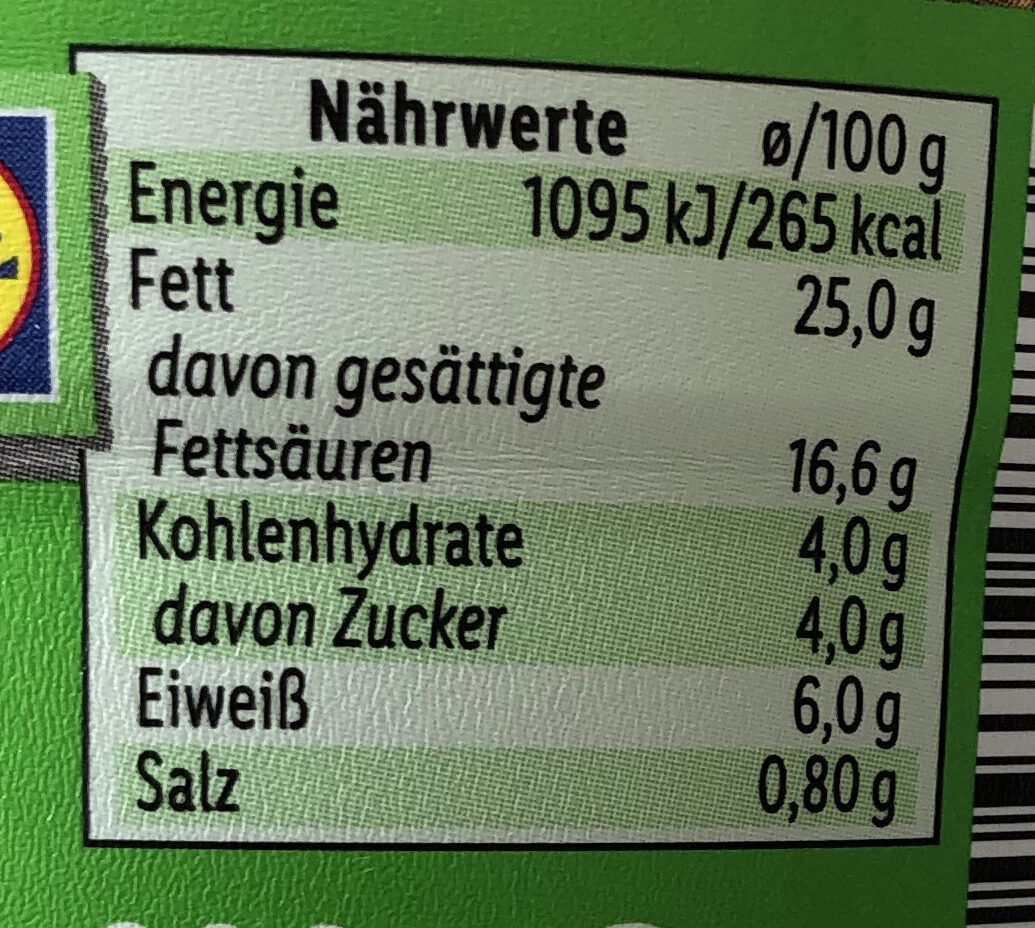 Nährwerte ø/100 g
Energie 1095 kJ/265 kcal
Fett 25,0 g
davon gesättigte
Fettsäuren 16,6 g
Kohlenhydrate 4,0 g
davon Zucker 4,0 g
Eiweiß 6,0 g
Salz 0,80 g